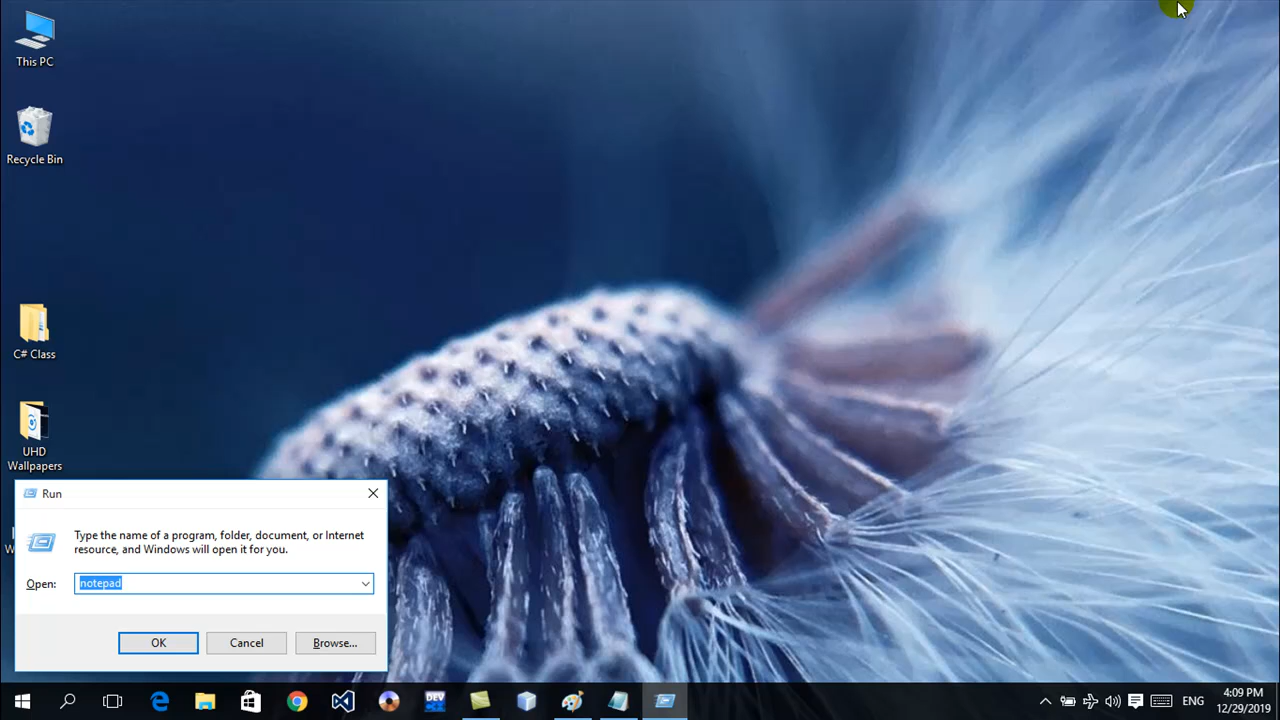 This PC
Recycle Bin
C# Class
UHD
Wallpapers
Run
Type the name of a program, folder, document, or Internet
resource, and Windows will open it for you.
Open:
notepad
OK
Cancel
Browse...
DEV
ENG
4:09 PM
12/29/2019